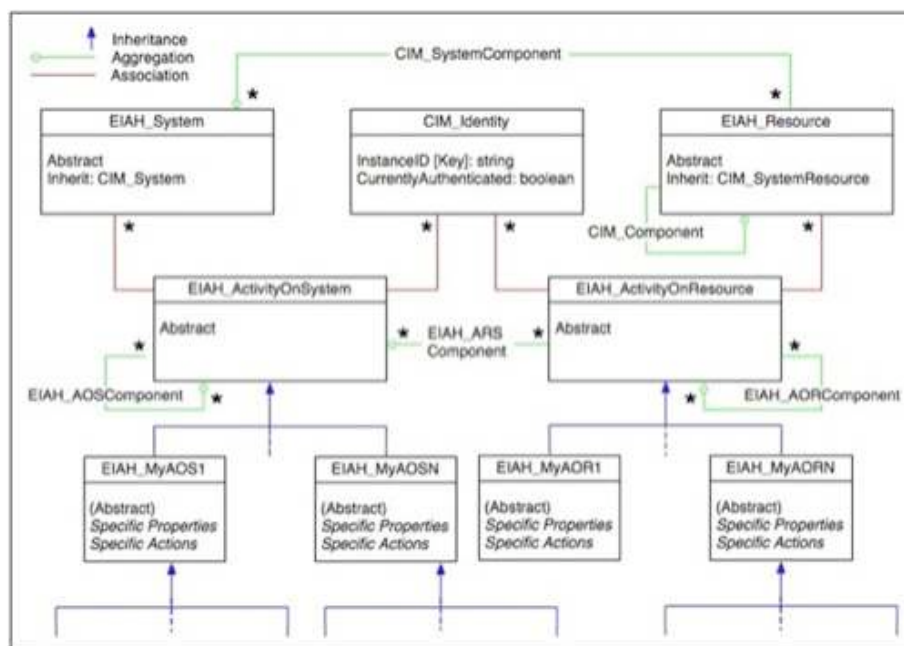 Inheritance
Aggregation
Association
CIM_SystemComponent
*
*
EIAH_System
Abstract
Inherit: CIM_System
*
CIM_Identity
InstanceID [Key]: string
CurrentlyAuthenticated: boolean
*
*
EIAH_Resource
Abstract
Inherit: CIM_SystemResource
*
CIM_Component
EIAH_ActivityOnSystem
Abstract
*
*
EIAH_AOSComponent
*
EIAH_ARS
Component
*
EIAH_ActivityOnResource
Abstract
*
*
EIAH_AORComponent
EIAH_MyAOS1
(Abstract)
Specific Properties
Specific Actions
EIAH_MyAOSN
(Abstract)
Specific Properties
Specific Actions
EIAH_MyAOR1
(Abstract)
Specific Properties
Specific Actions
EIAH_MyAORN
(Abstract)
Specific Properties
Specific Actions